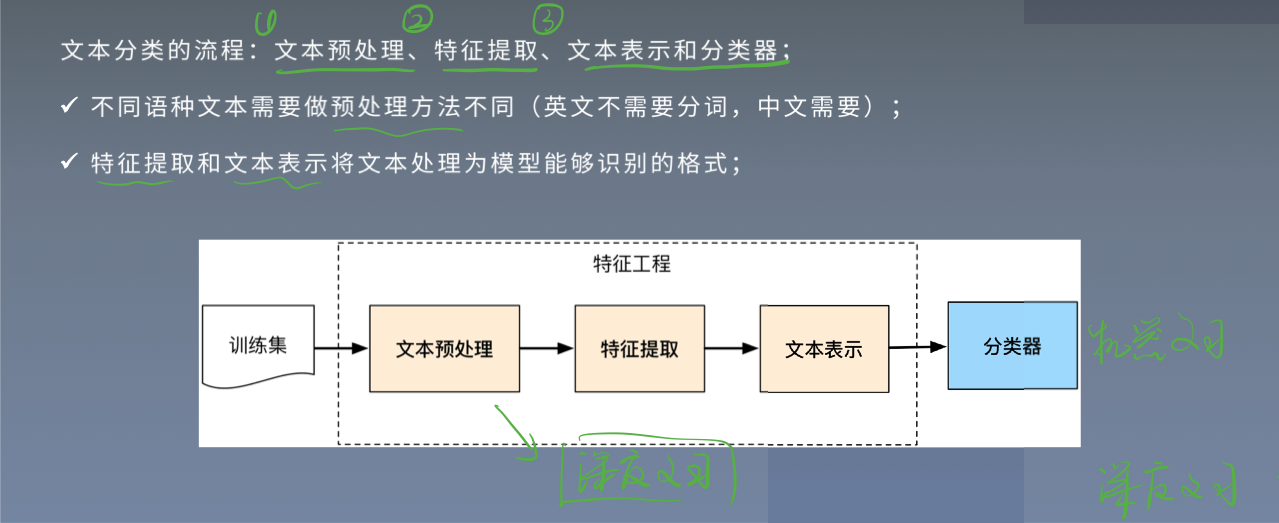 ① ② ③
文本分类的流程：文本预处理、特征提取、文本表示和分类器；
✓ 不同语种文本需要做预处理方法不同（英文不需要分词，中文需要）；
✓ 特征提取和文本表示将文本处理为模型能够识别的格式；
特征工程
训练集
文本预处理
特征提取
文本表示
分类器
机器学习
深度学习
深度学习